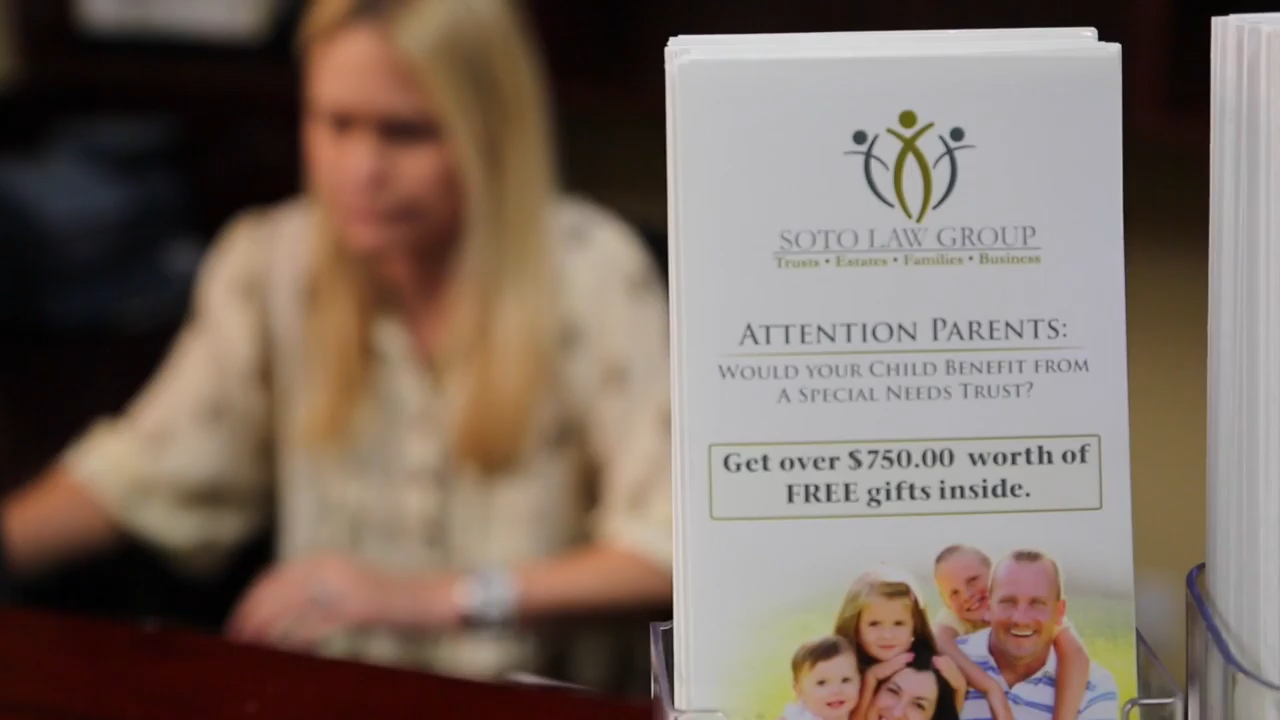 SOTO LAW GROUP
Trusts • Estates • Families • Business
ATTENTION PARENTS:
WOULD YOUR CHILD BENEFIT FROM
A SPECIAL NEEDS TRUST?
Get over $750.00 worth of
FREE gifts inside.